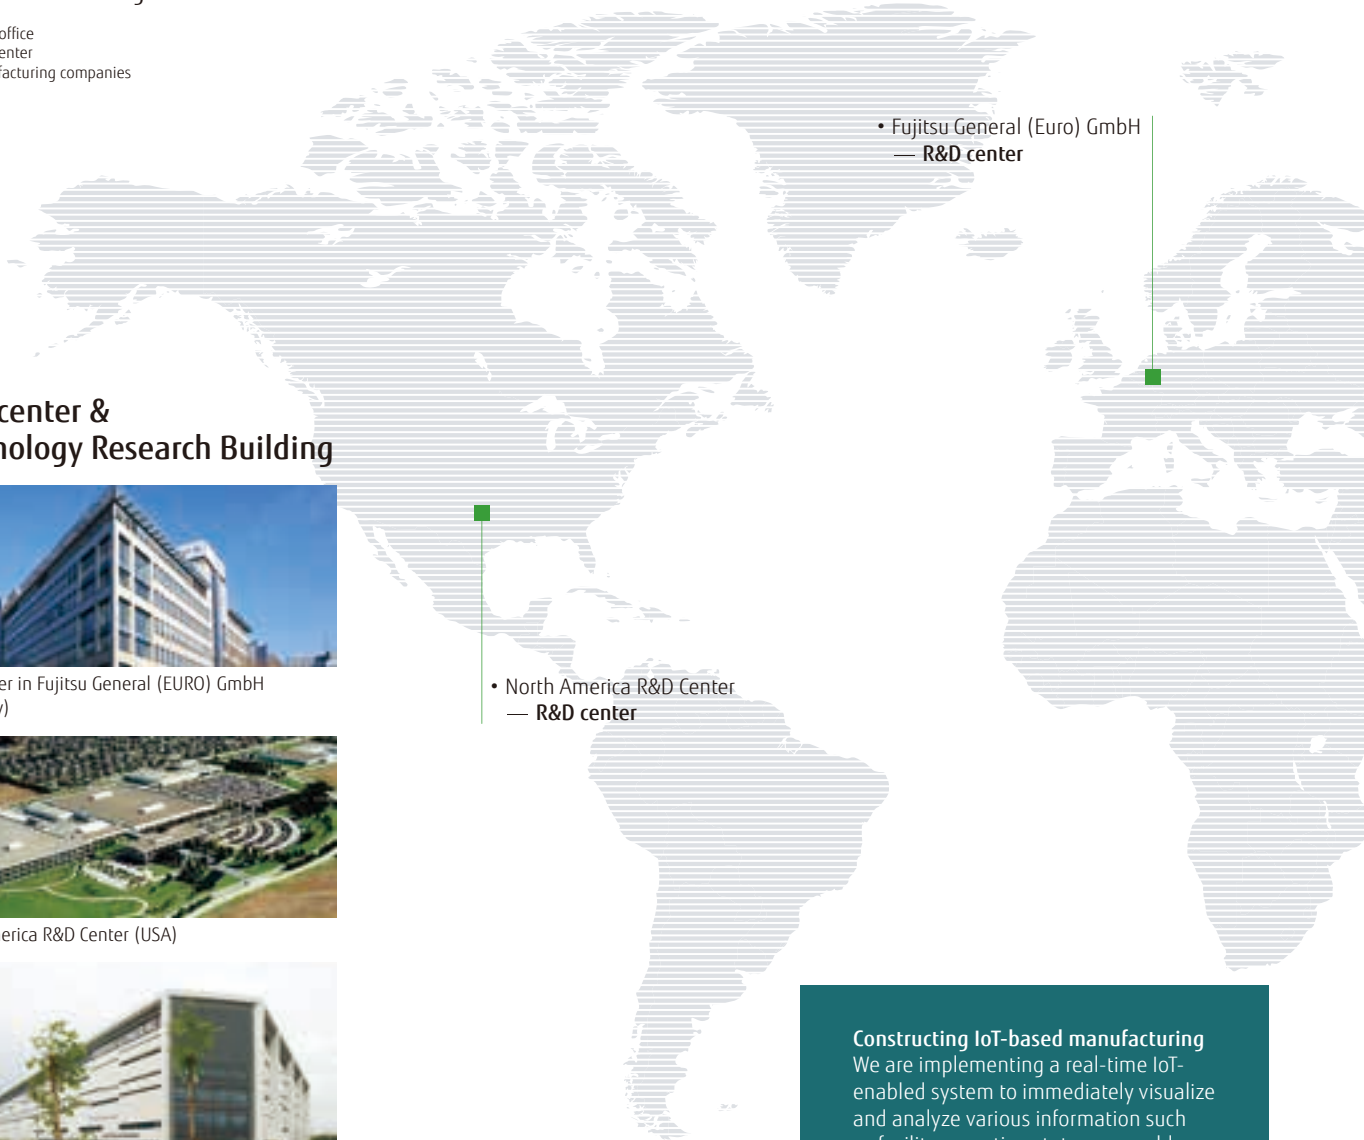 office
enter
facturing companies
• Fujitsu General (Euro) GmbH
— R&D center
center &
nology Research Building
er in Fujitsu General (EURO) GmbH
y)
• North America R&D Center
— R&D center
erica R&D Center (USA)
Constructing IoT-based manufacturing
We are implementing a real-time IoT-
enabled system to immediately visualize
and analyze various information such